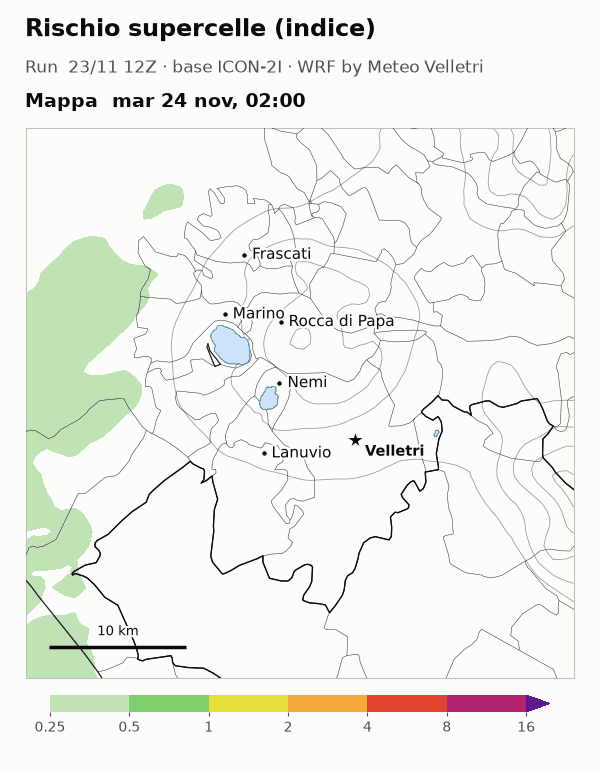 Rischio supercelle (indice)
Run  23/11 12Z · base ICON-2I · WRF by Meteo Velletri
Mappa  mar 24 nov, 02:00
Frascati
Marino
Rocca di Papa
Nemi
Velletri
Lanuvio
10 km
0.25 0.5 1 2 4 8 16